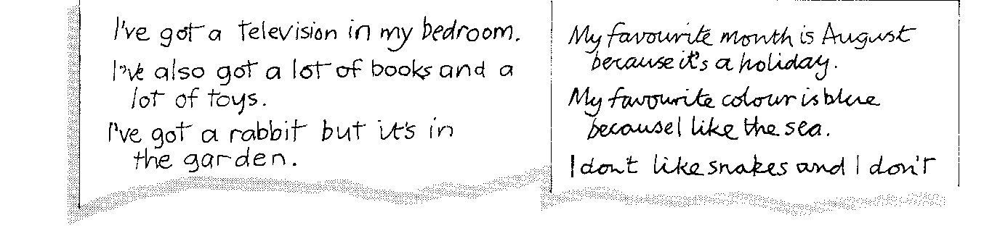 I've got a television in my bedroom.
I've also got a lot of books and a
lot of toys.
I've got a rabbit but it's in
the garden.
My favourite month is August
because it's a holiday.
My favourite colour is blue
because I like the sea.
I don't like snakes and I don't